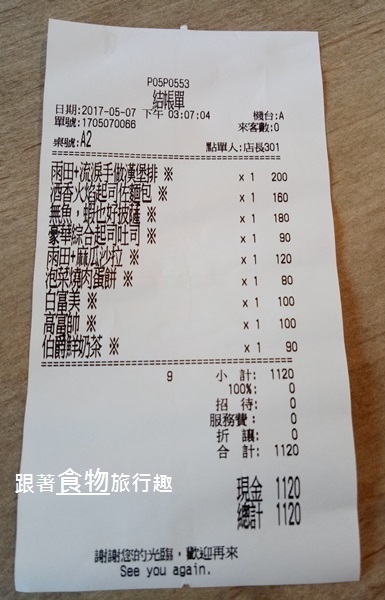 P05P0553
結帳單
日期:2017-05-07 下午 03:07:04 機台:A
單號:1705070066 來客數:0
桌號:A2 點單人:店長301
雨田+流淚手做漢堡排 ※ x 1 200
酒香火焰起司佐麵包 ※ x 1 160
無魚,蝦也好披薩 ※ x 1 180
豪華綜合起司吐司 ※ x 1 90
雨田+麻瓜沙拉 ※ x 1 120
泡菜燒肉蛋餅 ※ x 1 80
白富美 ※ x 1 100
高富帥 ※ x 1 100
伯爵鮮奶茶 ※ x 1 90
9 小 計: 1120
100%: 0
招 待: 0
服務費: 0
折 讓: 0
合 計: 1120
現金 1120
總計 1120
跟著食物旅行趣
謝謝您的光臨,歡迎再來
See you again.